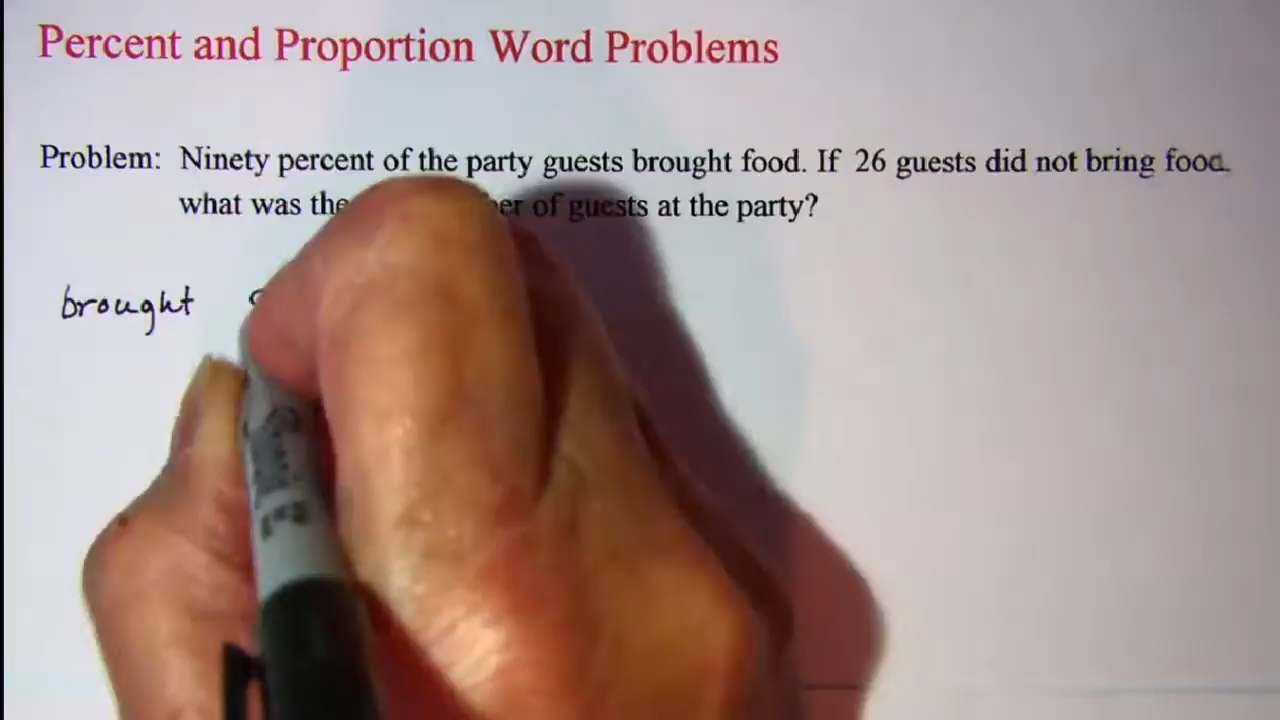 Percent and Proportion Word Problems
Problem: Ninety percent of the party guests brought food. If 26 guests did not bring food.
what was the of guests at the party?
brought